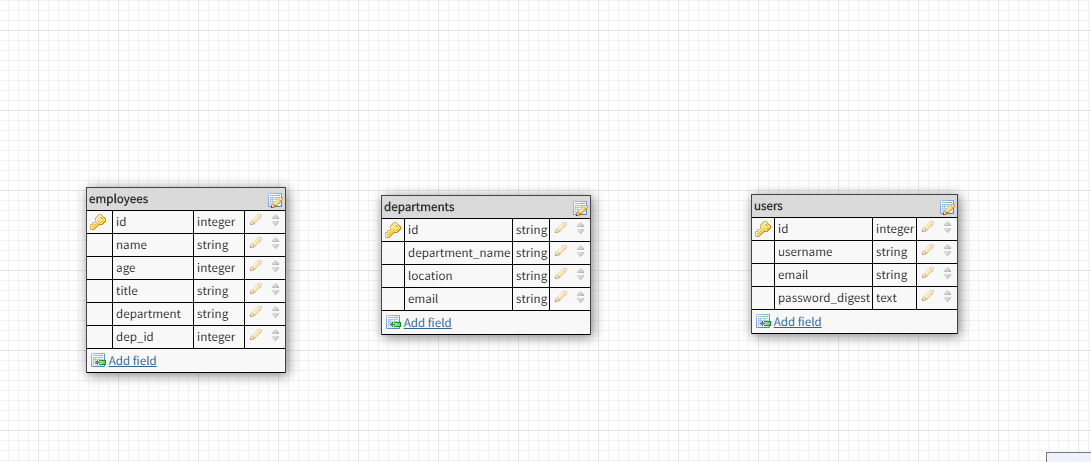 employees
id integer
name string
age integer
title string
department string
dep_id integer
Add field
departments
id string
department_name string
location string
email string
Add field
users
id integer
username string
email string
password_digest text
Add field